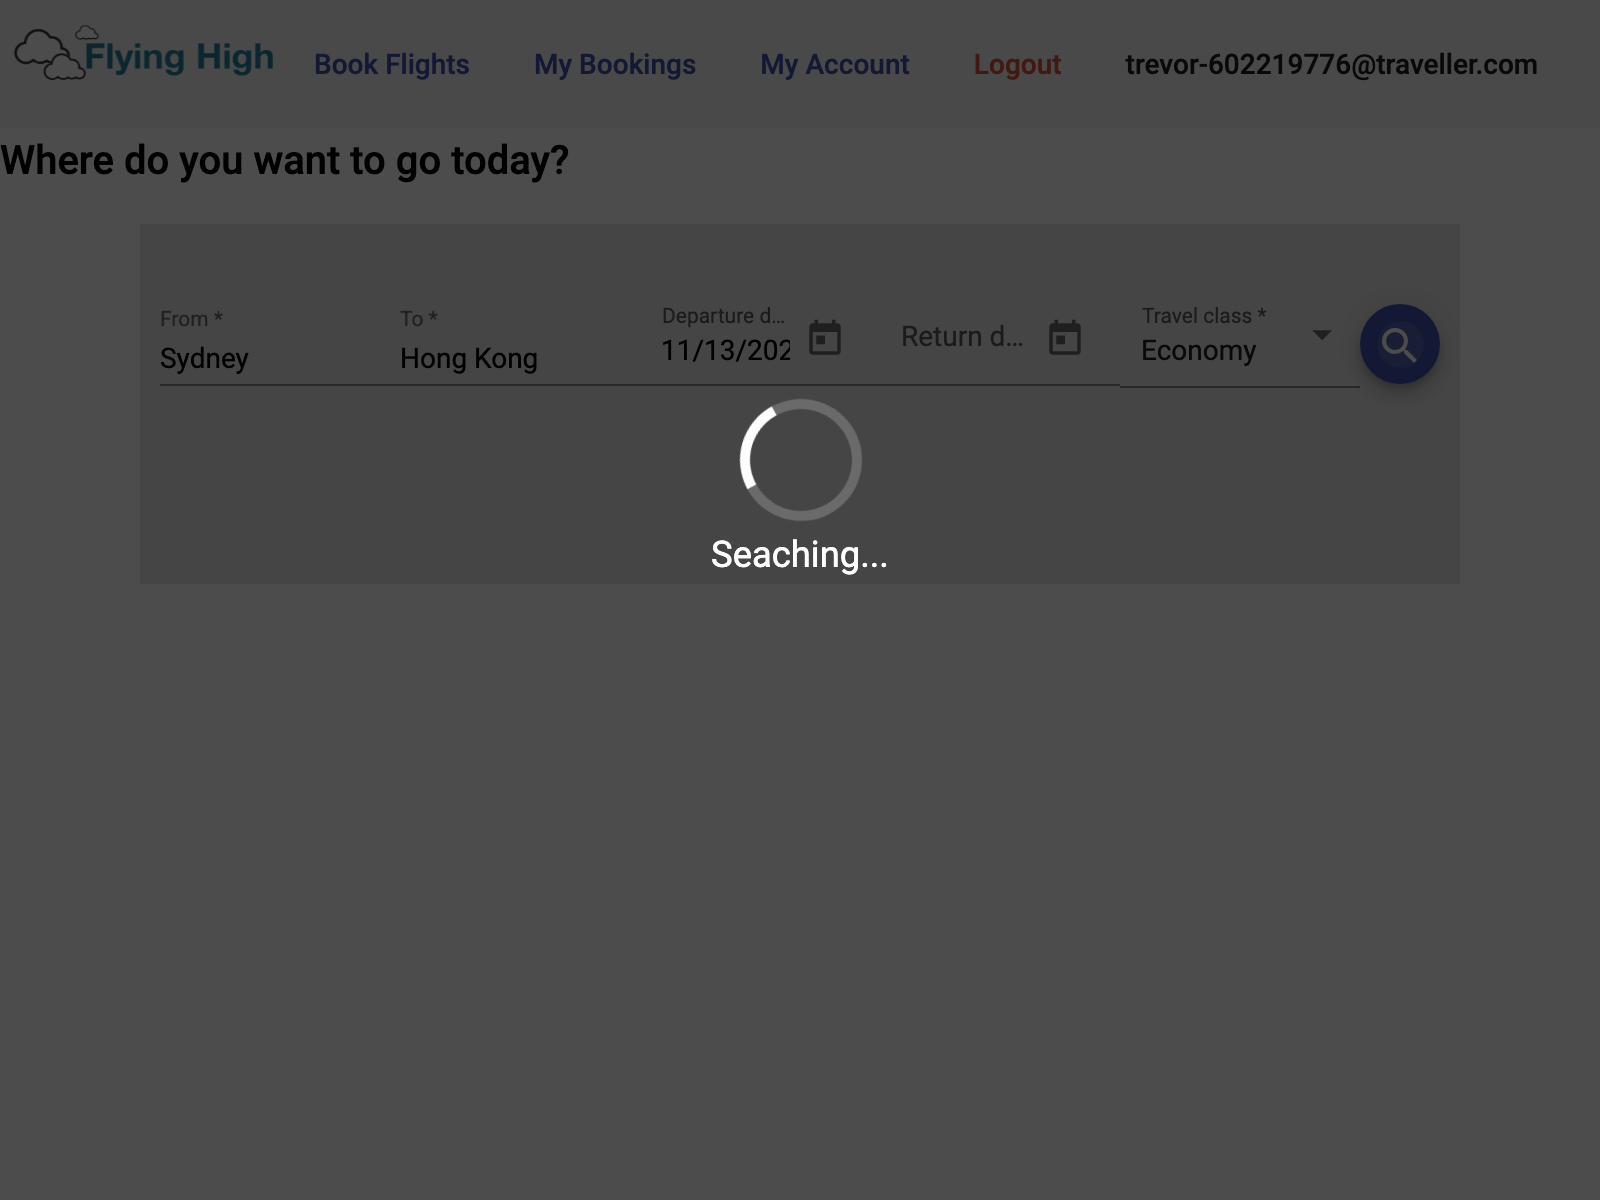 Flying High
Book Flights
My Bookings
My Account
Logout
trevor-602219776@traveller.com
Where do you want to go today?
From *
To *
Departure d...
Return d...
Travel class *
Sydney
Hong Kong
11/13/202
Economy
Seaching...